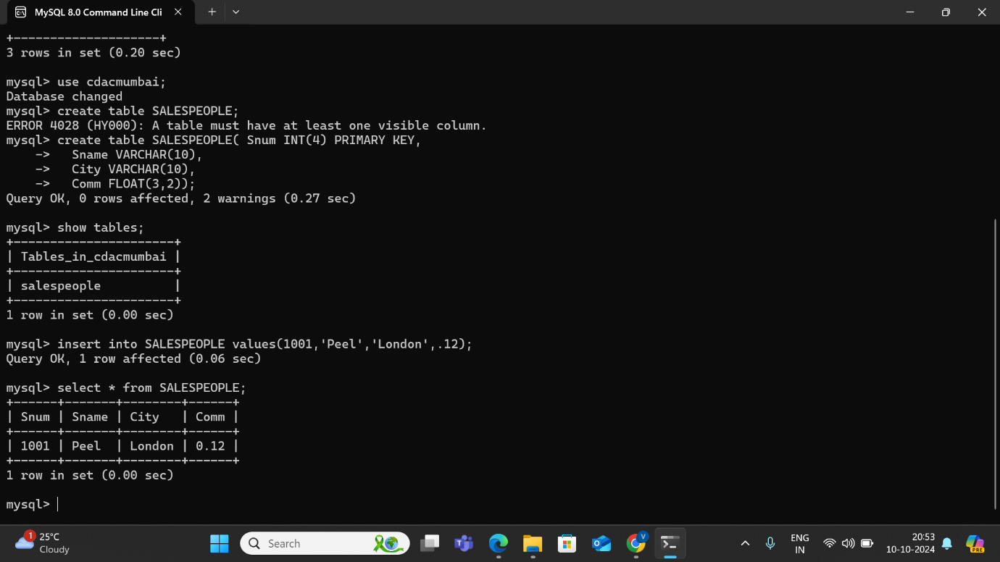 MySQL 8.0 Command Line Cli
+--------------------+
3 rows in set (0.20 sec)
mysql> use cdacmumbai;
Database changed
mysql> create table SALESPEOPLE;
ERROR 4028 (HY000): A table must have at least one visible column.
mysql> create table SALESPEOPLE( Snum INT(4) PRIMARY KEY,
    ->   Sname VARCHAR(10),
    ->   City VARCHAR(10),
    ->   Comm FLOAT(3,2));
Query OK, 0 rows affected, 2 warnings (0.27 sec)
mysql> show tables;
+----------------------+
| Tables_in_cdacmumbai |
+----------------------+
| salespeople          |
+----------------------+
1 row in set (0.00 sec)
mysql> insert into SALESPEOPLE values(1001,'Peel','London',.12);
Query OK, 1 row affected (0.06 sec)
mysql> select * from SALESPEOPLE;
+------+-------+--------+------+
| Snum | Sname | City   | Comm |
+------+-------+--------+------+
| 1001 | Peel  | London | 0.12 |
+------+-------+--------+------+
1 row in set (0.00 sec)
mysql>
1
25°C
Cloudy
Search
V
ENG
IN
20:53
10-10-2024
PRE